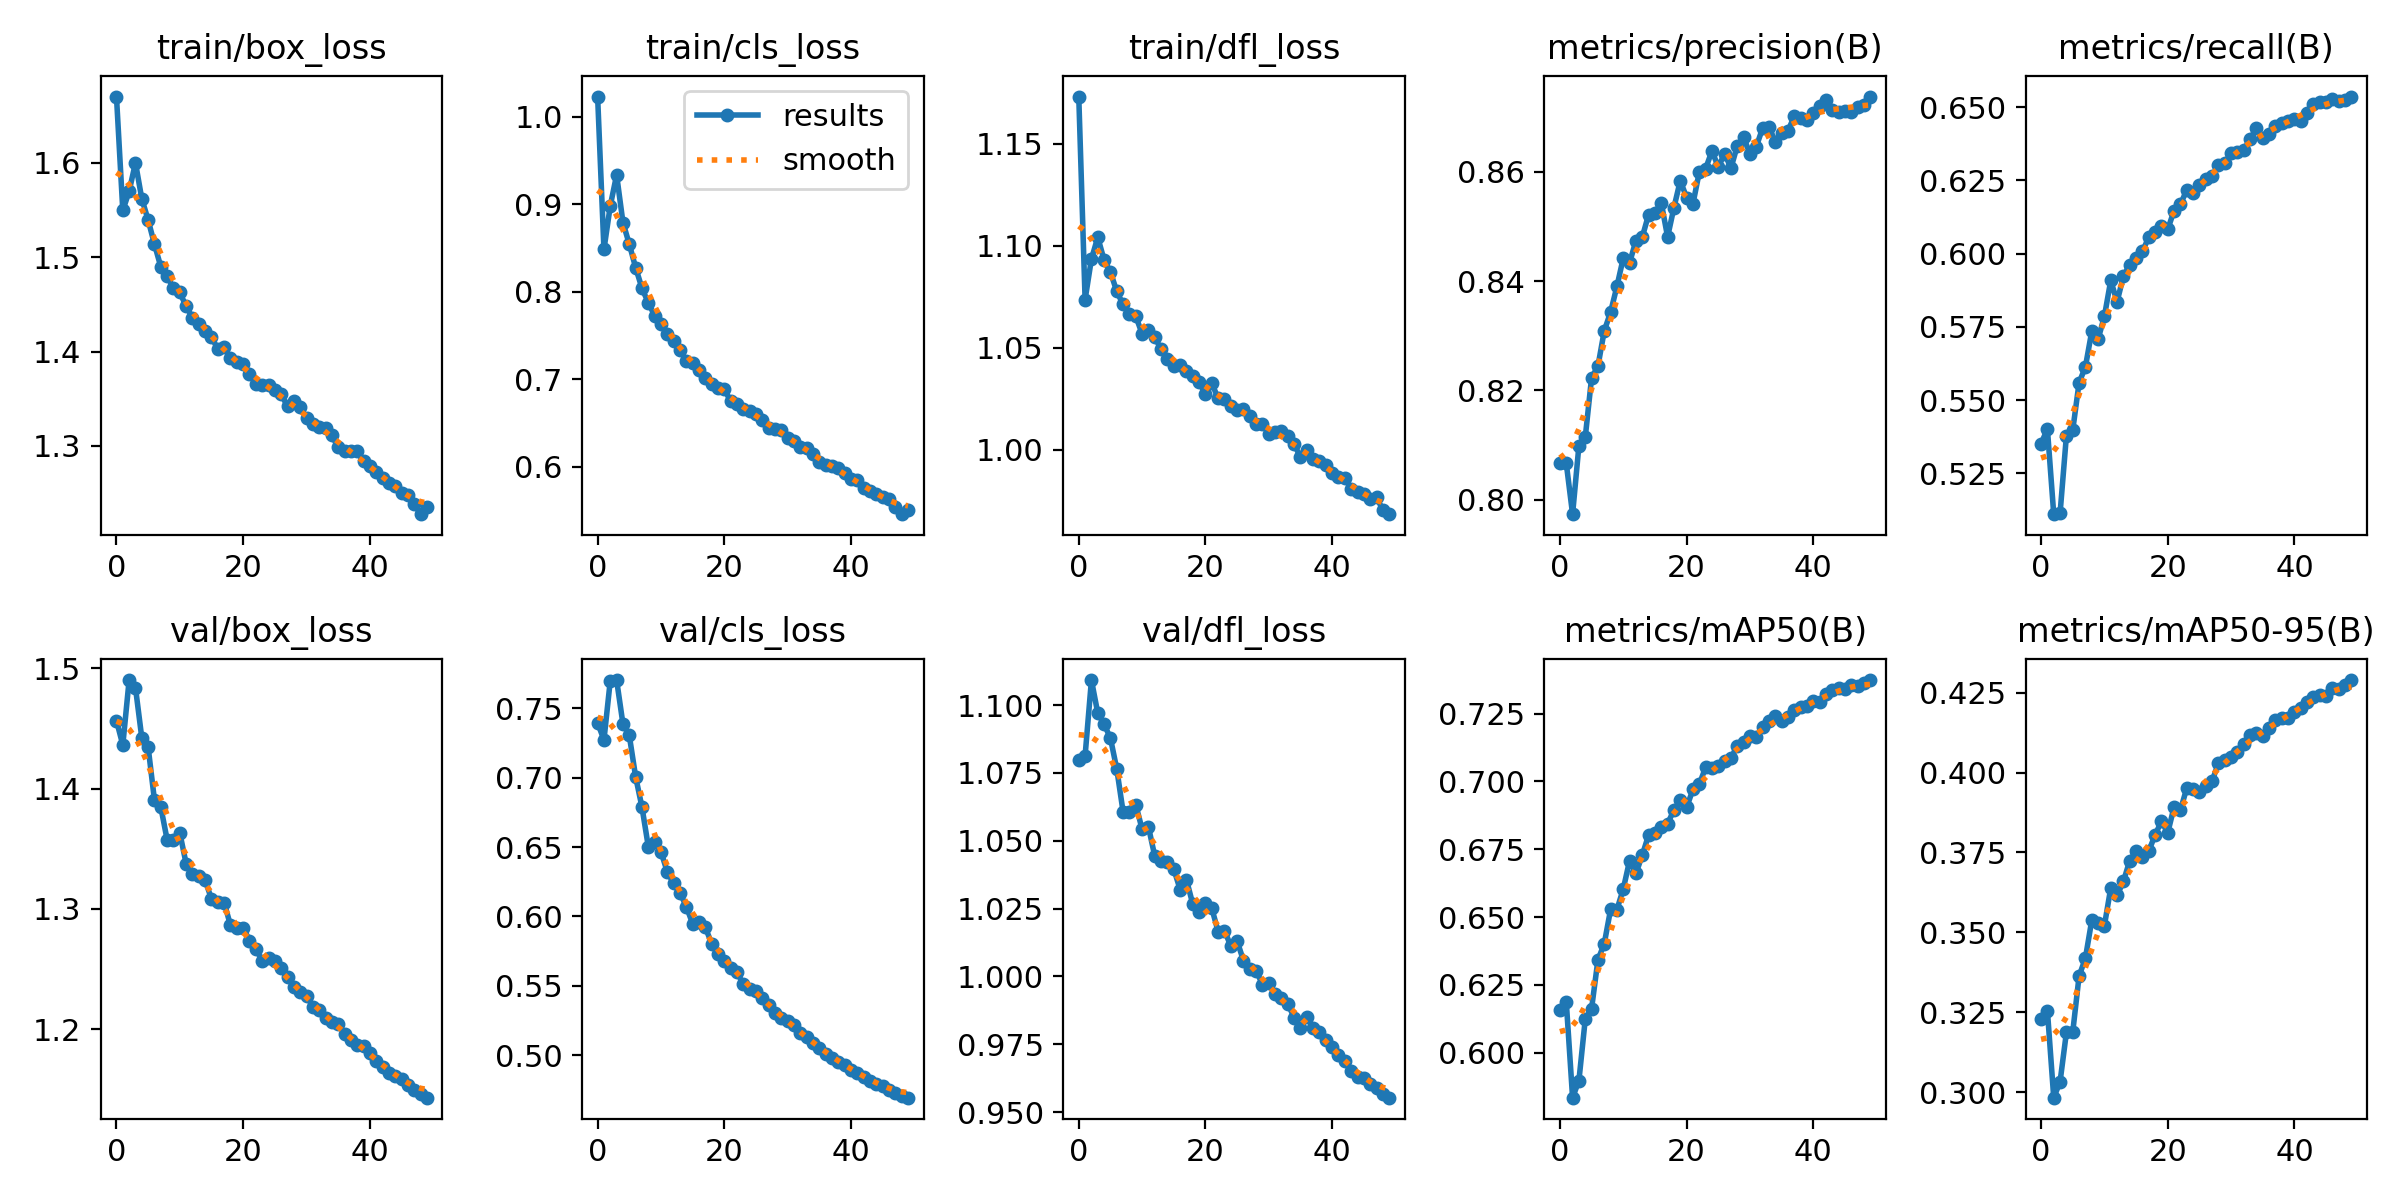 train/box_loss
1.6
1.5
1.4
1.3
0 20 40
train/cls_loss
results
smooth
1.0
0.9
0.8
0.7
0.6
0 20 40
train/dfl_loss
1.15
1.10
1.05
1.00
0 20 40
metrics/precision(B)
0.86
0.84
0.82
0.80
0 20 40
metrics/recall(B)
0.650
0.625
0.600
0.575
0.550
0.525
0 20 40
val/box_loss
1.5
1.4
1.3
1.2
0 20 40
val/cls_loss
0.75
0.70
0.65
0.60
0.55
0.50
0 20 40
val/dfl_loss
1.100
1.075
1.050
1.025
1.000
0.975
0.950
0 20 40
metrics/mAP50(B)
0.725
0.700
0.675
0.650
0.625
0.600
0 20 40
metrics/mAP50-95(B)
0.425
0.400
0.375
0.350
0.325
0.300
0 20 40